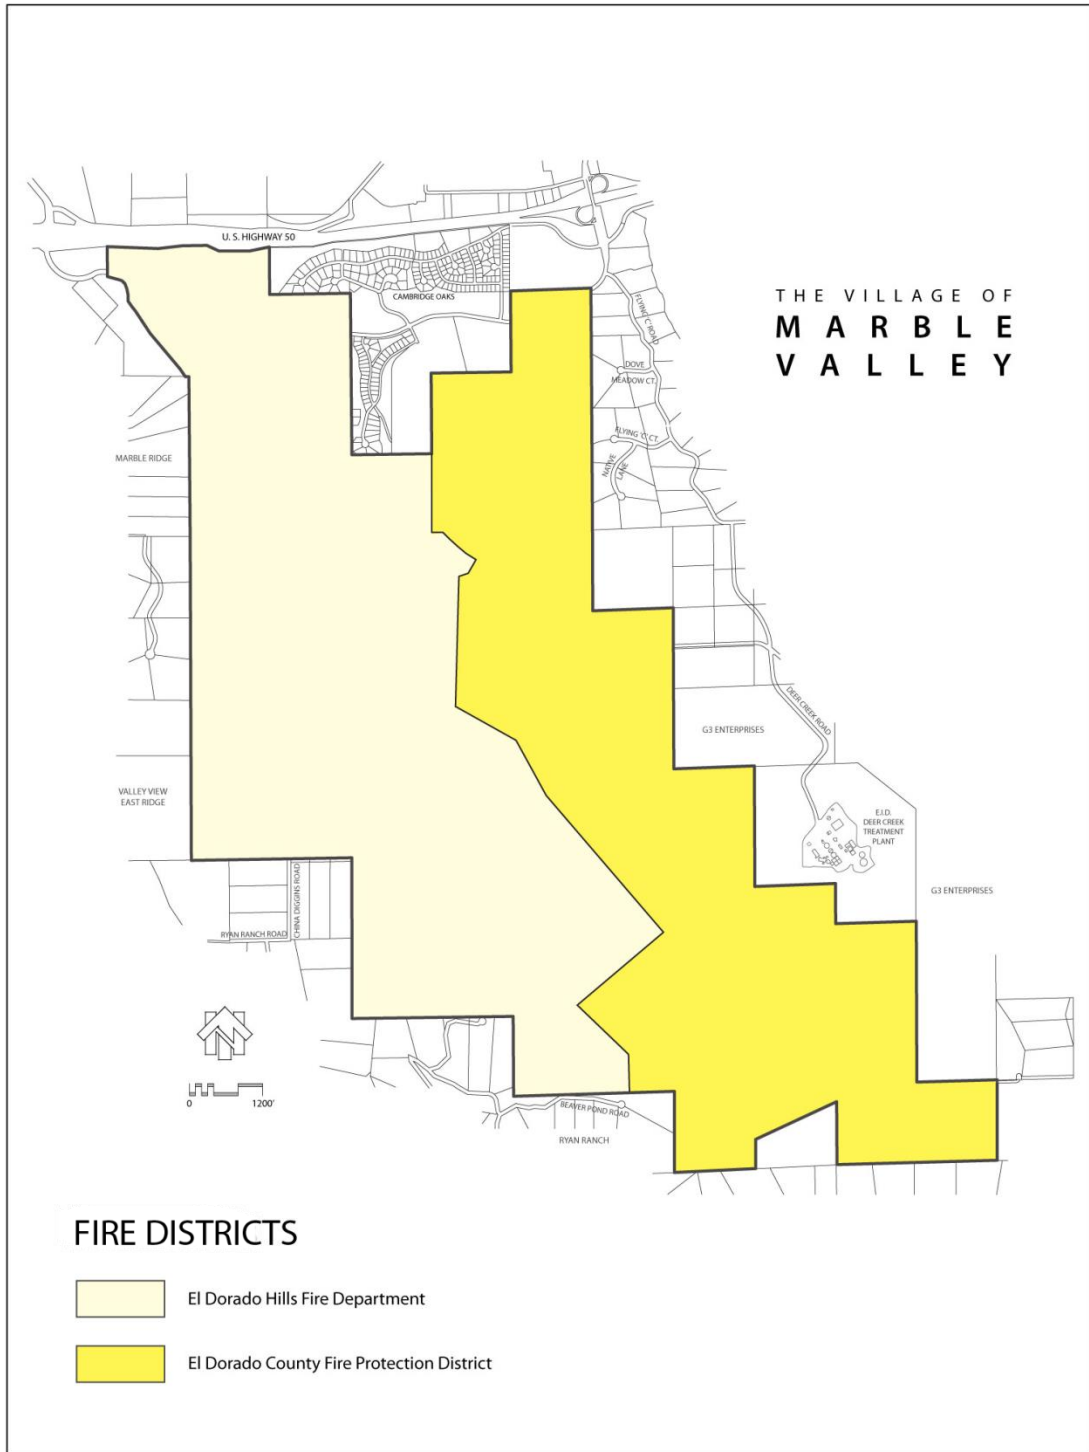 U. S. HIGHWAY 50
CAMBRIDGE OAKS
THE VILLAGE OF
MARBLE
VALLEY
FLYING 'C' ROAD
DOVE
MEADOW CT.
FLYING 'C' CT.
NATIVE
LANE
MARBLE RIDGE
DEER CREEK ROAD
G3 ENTERPRISES
VALLEY VIEW
EAST RIDGE
E.I.D.
DEER CREEK
TREATMENT
PLANT
G3 ENTERPRISES
CHINA DIGGINS ROAD
RYAN RANCH ROAD
N
0 1200'
BEAVER POND ROAD
RYAN RANCH
FIRE DISTRICTS
El Dorado Hills Fire Department
El Dorado County Fire Protection District